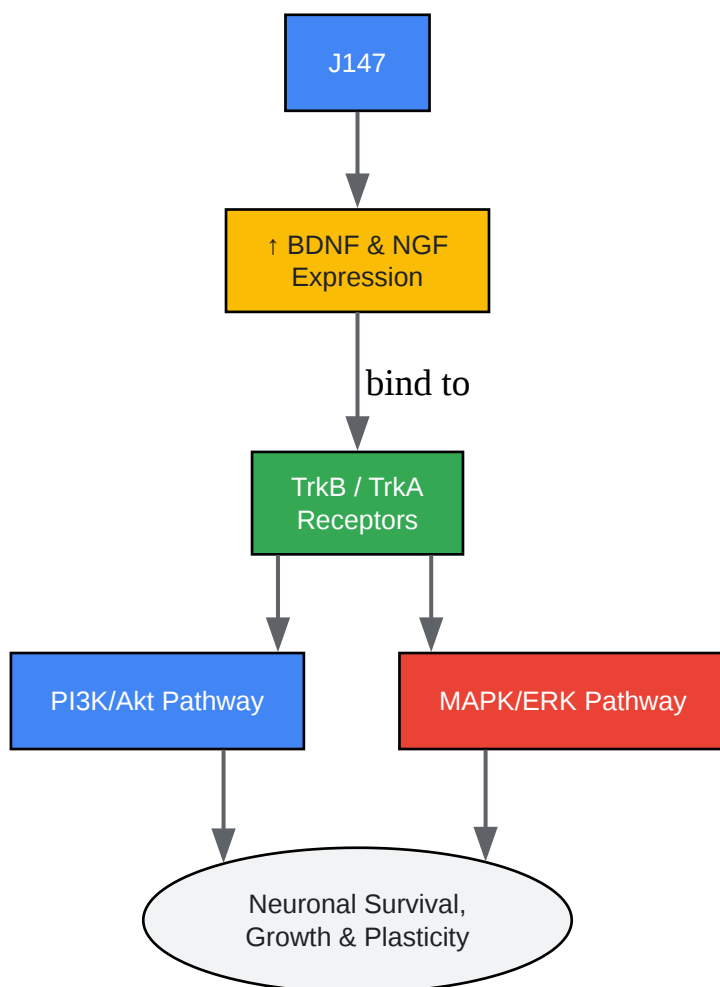 J147
↑ BDNF & NGF
Expression
bind to
TrkB / TrkA
Receptors
PI3K/Akt Pathway
MAPK/ERK Pathway
Neuronal Survival,
Growth & Plasticity